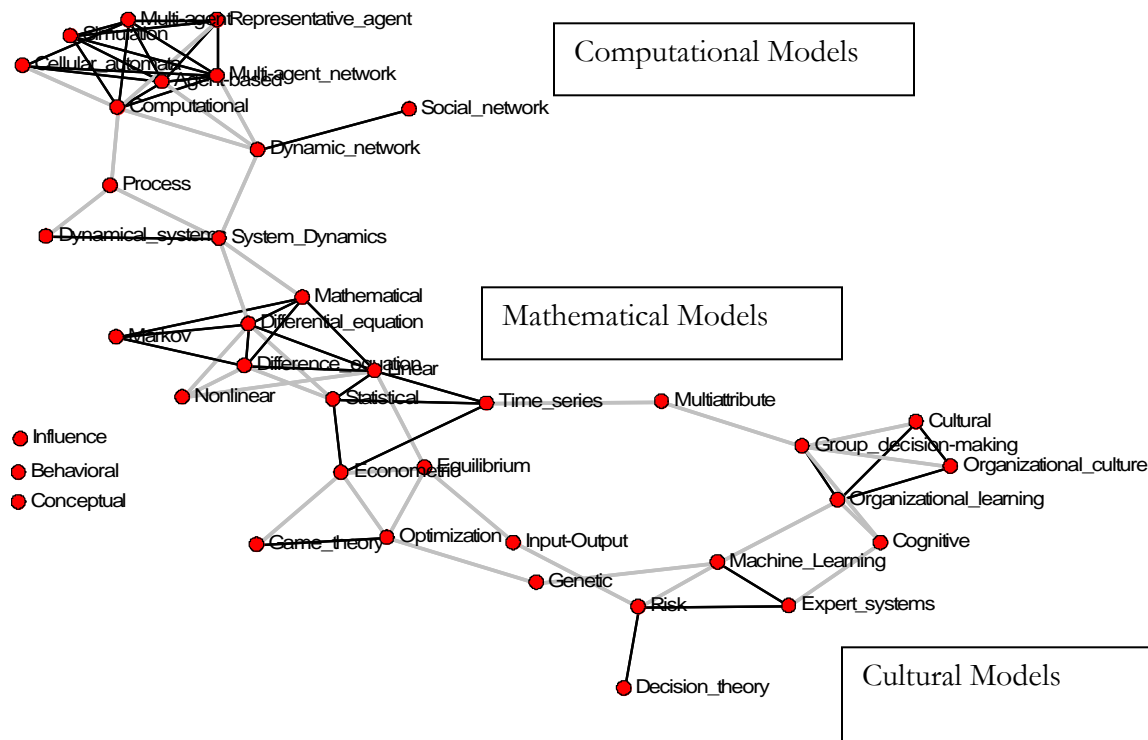 Multi-agent
Representative_agent
Simulation
Computational Models
Cellular_automata
Multi-agent_network
Agent-based
Computational
Social_network
Dynamic_network
Process
Dynamical_systems
System_Dynamics
Mathematical
Mathematical Models
Differential_equation
Markov
Difference_equation
Linear
Nonlinear
Statistical
Time_series
Multiattribute
Cultural
Influence
Group_decision-making
Behavioral
Econometric
Equilibrium
Organizational_culture
Conceptual
Organizational_learning
Game_theory
Optimization
Input-Output
Cognitive
Machine_Learning
Genetic
Risk
Expert_systems
Cultural Models
Decision_theory